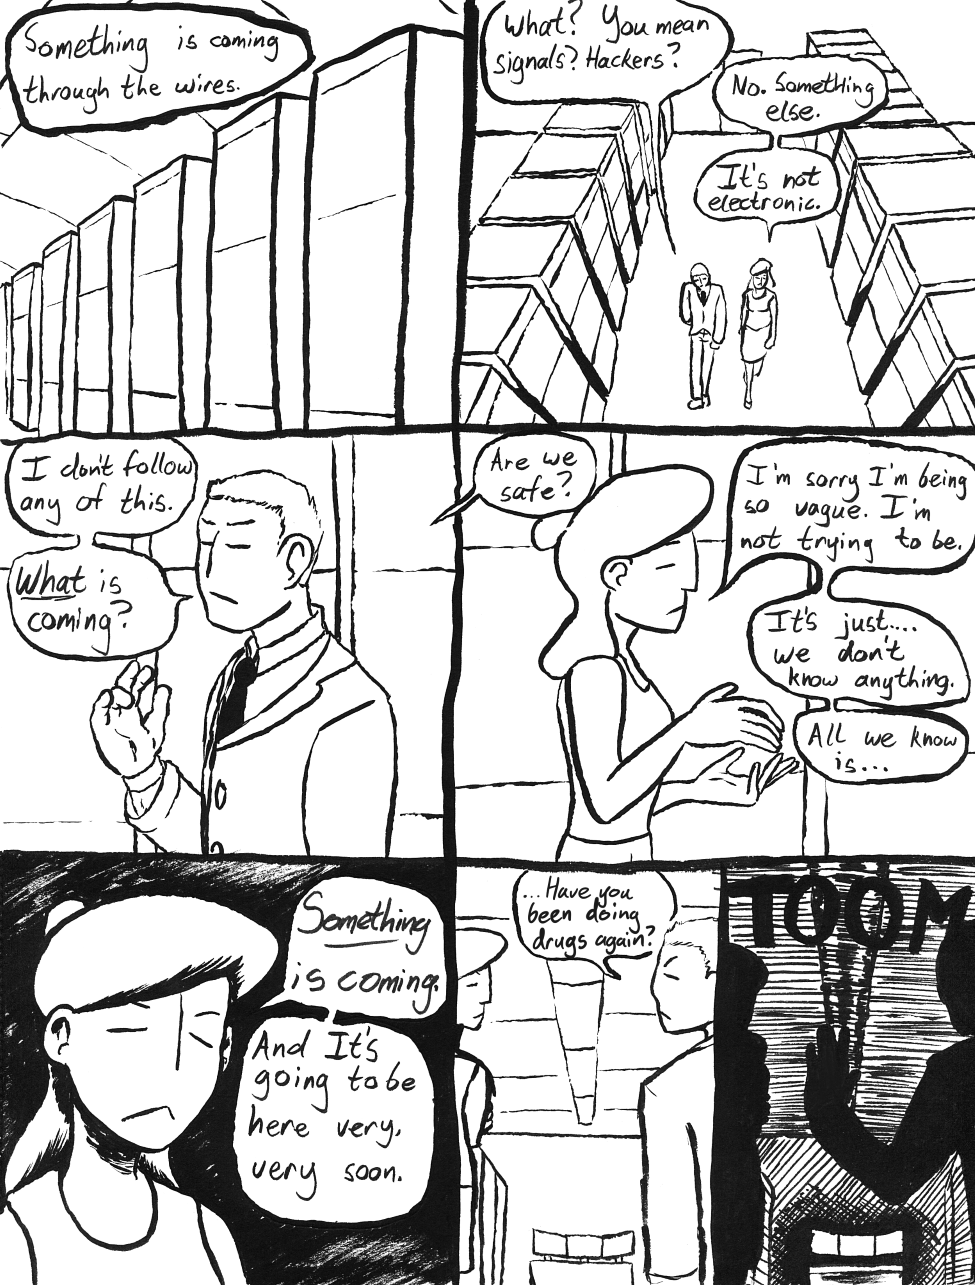 Something is coming
through the wires.
What? You mean
signals? Hackers?
No. Something
else.
It's not
electronic.
I don't follow
any of this.
What is
coming?
Are we
safe?
I'm sorry I'm being
so vague. I'm
not trying to be.
It's just....
we don't
know anything.
All we know
is...
Something
is coming.
And It's
going to be
here very,
very soon.
...Have you
been doing
drugs again?
TOOM